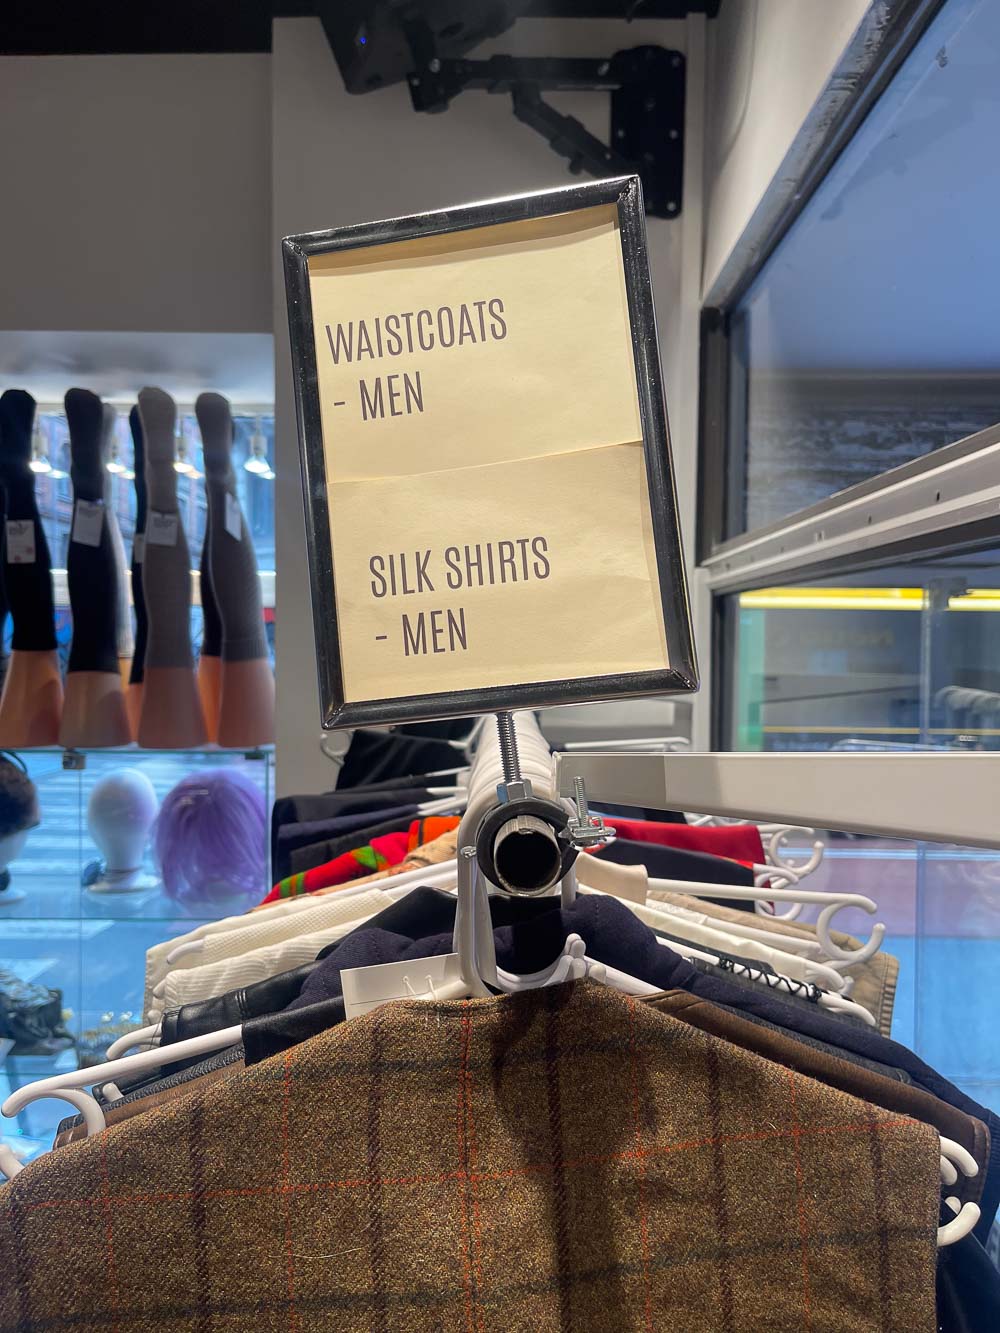 WAISTCOATS
- MEN
SILK SHIRTS
- MEN